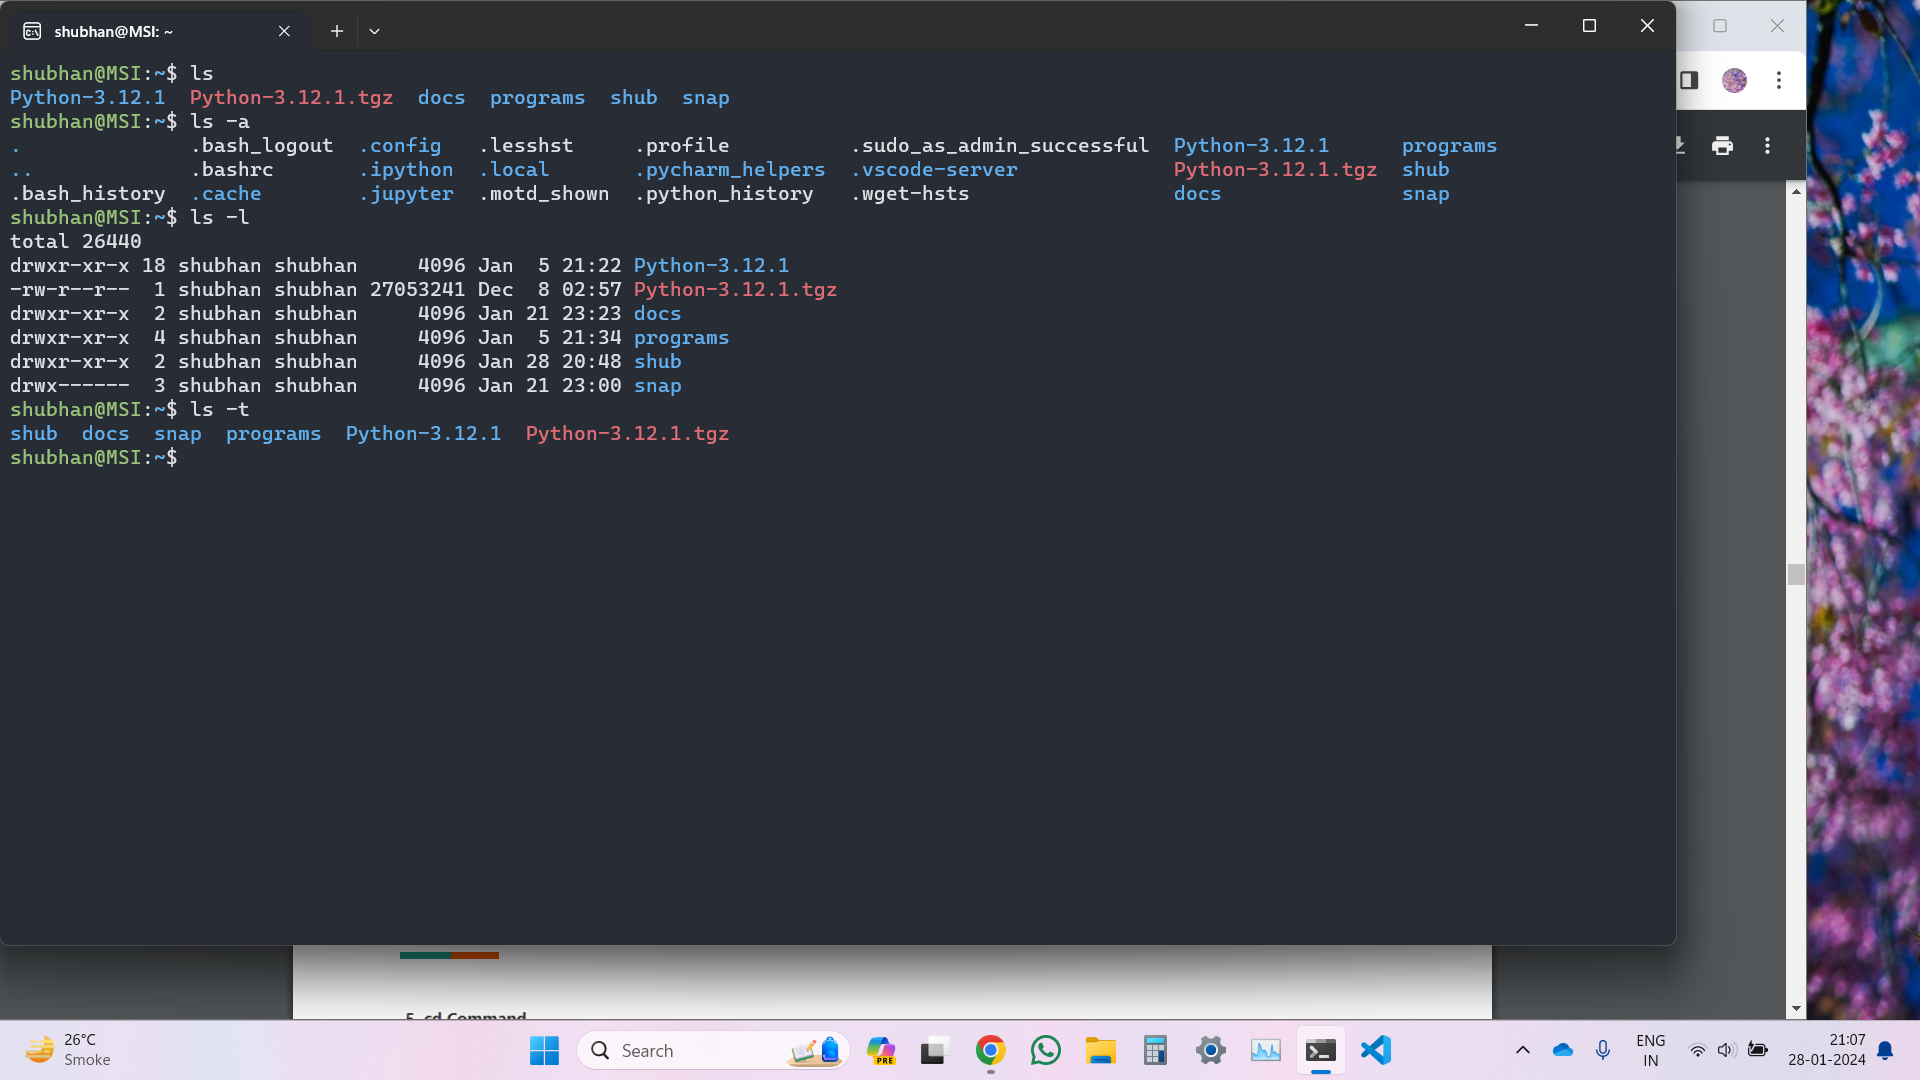 shubhan@MSI: ~
shubhan@MSI:~$ ls
Python-3.12.1  Python-3.12.1.tgz  docs  programs  shub  snap
shubhan@MSI:~$ ls -a
.              .bash_logout  .config   .lesshst     .profile         .sudo_as_admin_successful  Python-3.12.1      programs
..             .bashrc       .ipython  .local       .pycharm_helpers  .vscode-server             Python-3.12.1.tgz  shub
.bash_history  .cache        .jupyter  .motd_shown  .python_history  .wget-hsts                 docs               snap
shubhan@MSI:~$ ls -l
total 26440
drwxr-xr-x 18 shubhan shubhan     4096 Jan  5 21:22 Python-3.12.1
-rw-r--r--  1 shubhan shubhan 27053241 Dec  8 02:57 Python-3.12.1.tgz
drwxr-xr-x  2 shubhan shubhan     4096 Jan 21 23:23 docs
drwxr-xr-x  4 shubhan shubhan     4096 Jan  5 21:34 programs
drwxr-xr-x  2 shubhan shubhan     4096 Jan 28 20:48 shub
drwx------  3 shubhan shubhan     4096 Jan 21 23:00 snap
shubhan@MSI:~$ ls -t
shub  docs  snap  programs  Python-3.12.1  Python-3.12.1.tgz
shubhan@MSI:~$
5. cd Command
26°C
Smoke
Search
PRE
ENG
IN
21:07
28-01-2024